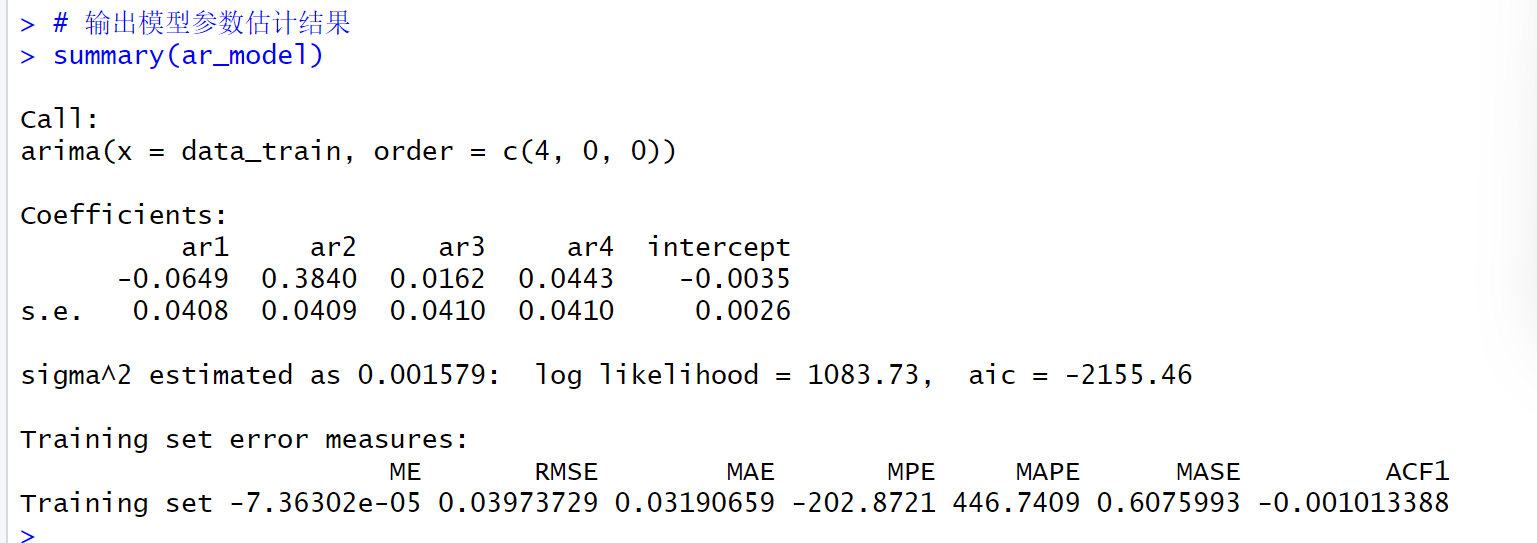 > # 输出模型参数估计结果
> summary(ar_model)
Call:
arima(x = data_train, order = c(4, 0, 0))
Coefficients:
ar1 ar2 ar3 ar4 intercept
-0.0649 0.3840 0.0162 0.0443 -0.0035
s.e. 0.0408 0.0409 0.0410 0.0410 0.0026
sigma^2 estimated as 0.001579: log likelihood = 1083.73, aic = -2155.46
Training set error measures:
ME RMSE MAE MPE MAPE MASE ACF1
Training set -7.36302e-05 0.03973729 0.03190659 -202.8721 446.7409 0.6075993 -0.001013388
>